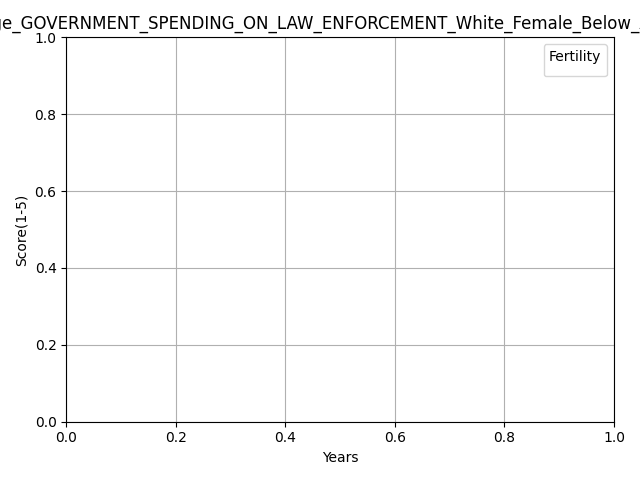 ge_GOVERNMENT_SPENDING_ON_LAW_ENFORCEMENT_White_Female_Below_
Fertility
1.0
0.8
0.6
0.4
0.2
0.0
Score(1-5)
0.0 0.2 0.4 0.6 0.8 1.0
Years